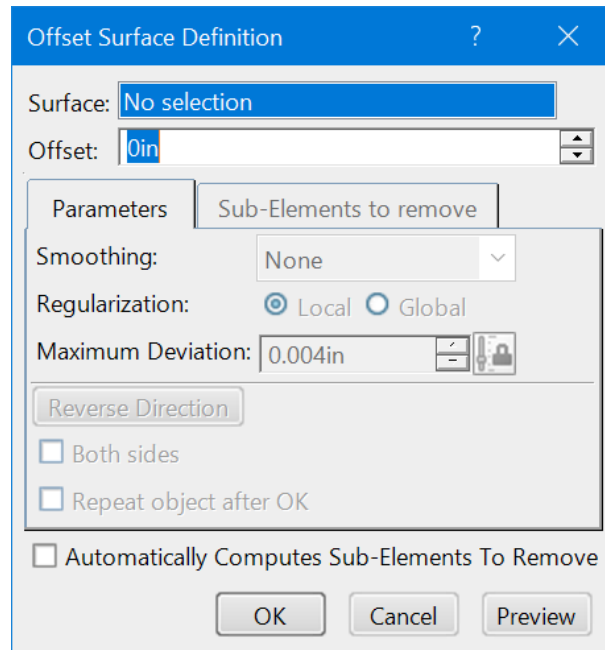 Offset Surface Definition ?
Surface: No selection
Offset: 0in
Parameters Sub-Elements to remove
Smoothing: None
Regularization: Local Global
Maximum Deviation: 0.004in
Reverse Direction
Both sides
Repeat object after OK
Automatically Computes Sub-Elements To Remove
OK Cancel Preview